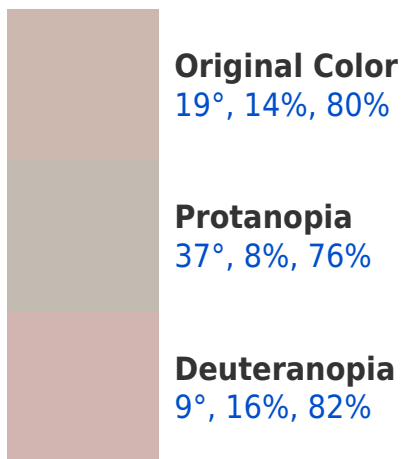 Original Color
19°, 14%, 80%
Protanopia
37°, 8%, 76%
Deuteranopia
9°, 16%, 82%